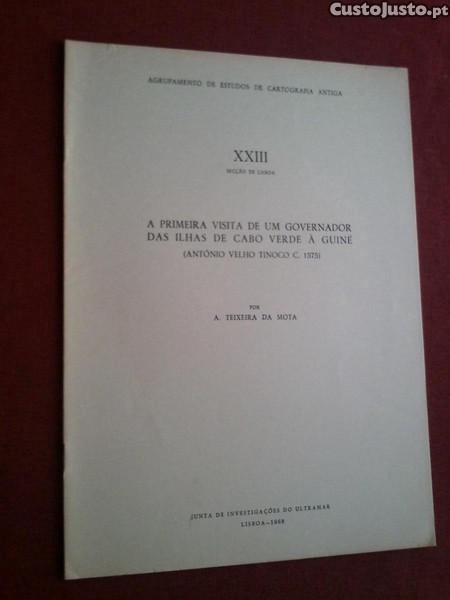 CustoJusto.pt
AGRUPAMENTO DE ESTUDOS DE CARTOGRAFIA ANTIGA
XXIII
SECÇÃO DE LISBOA
A PRIMEIRA VISITA DE UM GOVERNADOR
DAS ILHAS DE CABO VERDE À GUINÉ
(ANTÓNIO VELHO TINOCO C. 1575)
POR
A. TEIXEIRA DA MOTA
JUNTA DE INVESTIGAÇÕES DO ULTRAMAR
LISBOA—1968